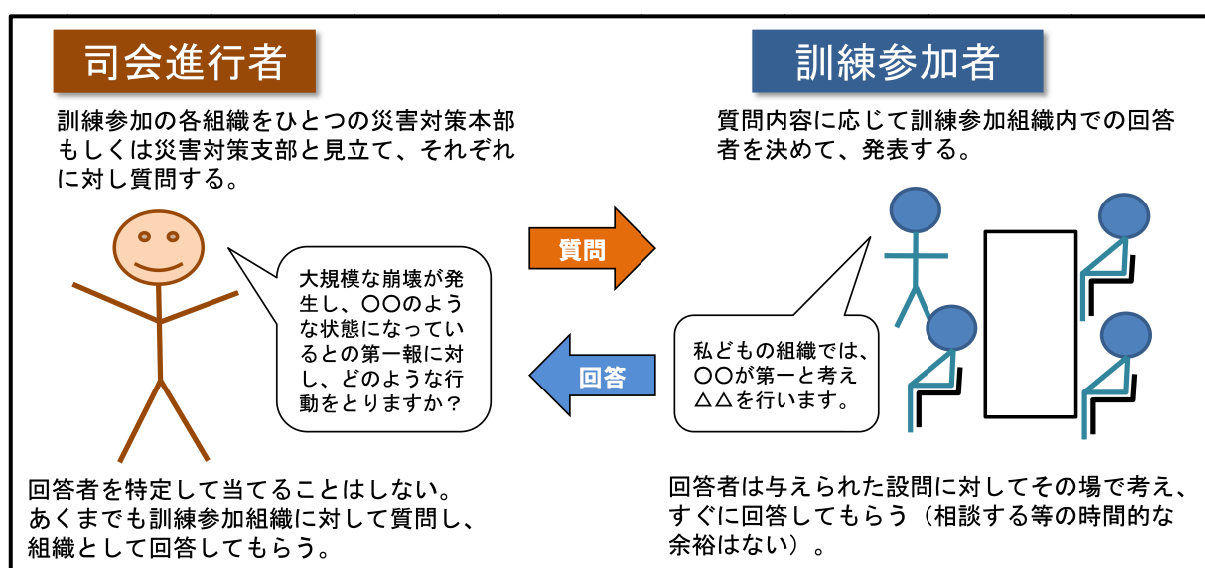 司会進行者
訓練参加の各組織をひとつの災害対策本部
もしくは災害対策支部と見立て、それぞれ
に対し質問する。
大規模な崩壊が発
生し、〇〇のよう
な状態になってい
るとの第一報に対
し、どのような行
動をとりますか？
回答者を特定して当てることはしない。
あくまでも訓練参加組織に対して質問し、
組織として回答してもらう。
質問
回答
訓練参加者
質問内容に応じて訓練参加組織内での回答
者を決めて、発表する。
私どもの組織では、
〇〇が第一と考え
△△を行います。
回答者は与えられた設問に対してその場で考え、
すぐに回答してもらう（相談する等の時間的な
余裕はない）。